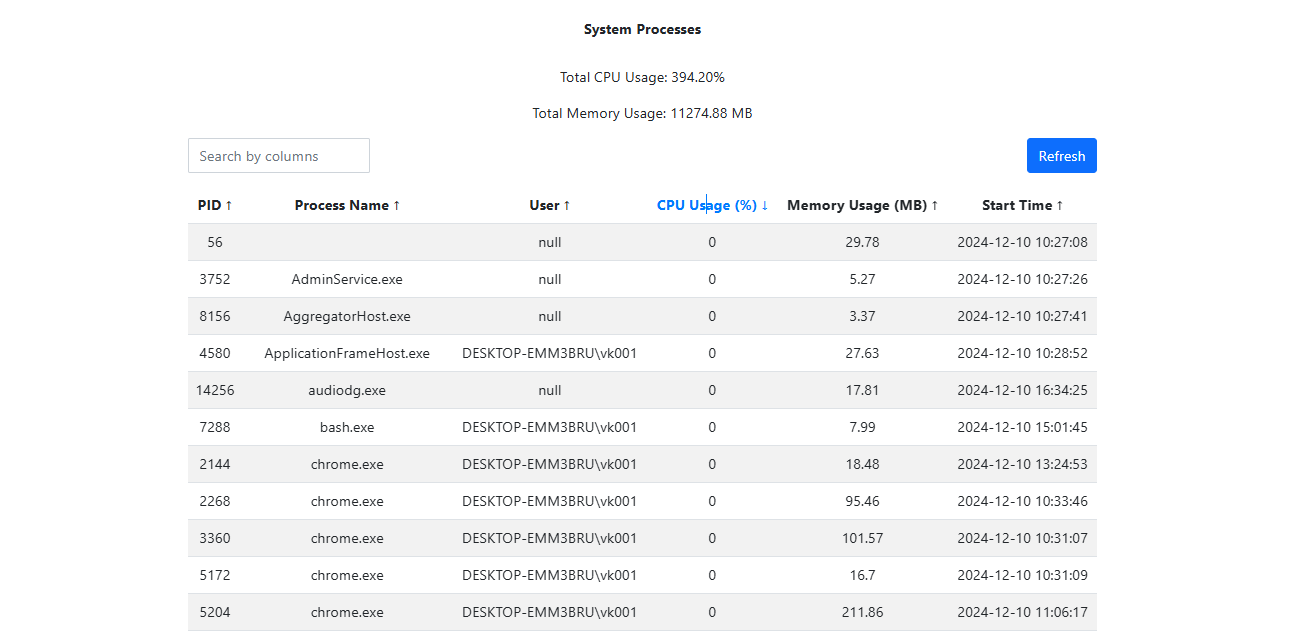 System Processes
Total CPU Usage: 394.20%
Total Memory Usage: 11274.88 MB
Search by columns Refresh
PID ↑ Process Name ↑ User ↑ CPU Usage (%) ↓ Memory Usage (MB) ↑ Start Time ↑
56 null 0 29.78 2024-12-10 10:27:08
3752 AdminService.exe null 0 5.27 2024-12-10 10:27:26
8156 AggregatorHost.exe null 0 3.37 2024-12-10 10:27:41
4580 ApplicationFrameHost.exe DESKTOP-EMM3BRU\vk001 0 27.63 2024-12-10 10:28:52
14256 audiodg.exe null 0 17.81 2024-12-10 16:34:25
7288 bash.exe DESKTOP-EMM3BRU\vk001 0 7.99 2024-12-10 15:01:45
2144 chrome.exe DESKTOP-EMM3BRU\vk001 0 18.48 2024-12-10 13:24:53
2268 chrome.exe DESKTOP-EMM3BRU\vk001 0 95.46 2024-12-10 10:33:46
3360 chrome.exe DESKTOP-EMM3BRU\vk001 0 101.57 2024-12-10 10:31:07
5172 chrome.exe DESKTOP-EMM3BRU\vk001 0 16.7 2024-12-10 10:31:09
5204 chrome.exe DESKTOP-EMM3BRU\vk001 0 211.86 2024-12-10 11:06:17